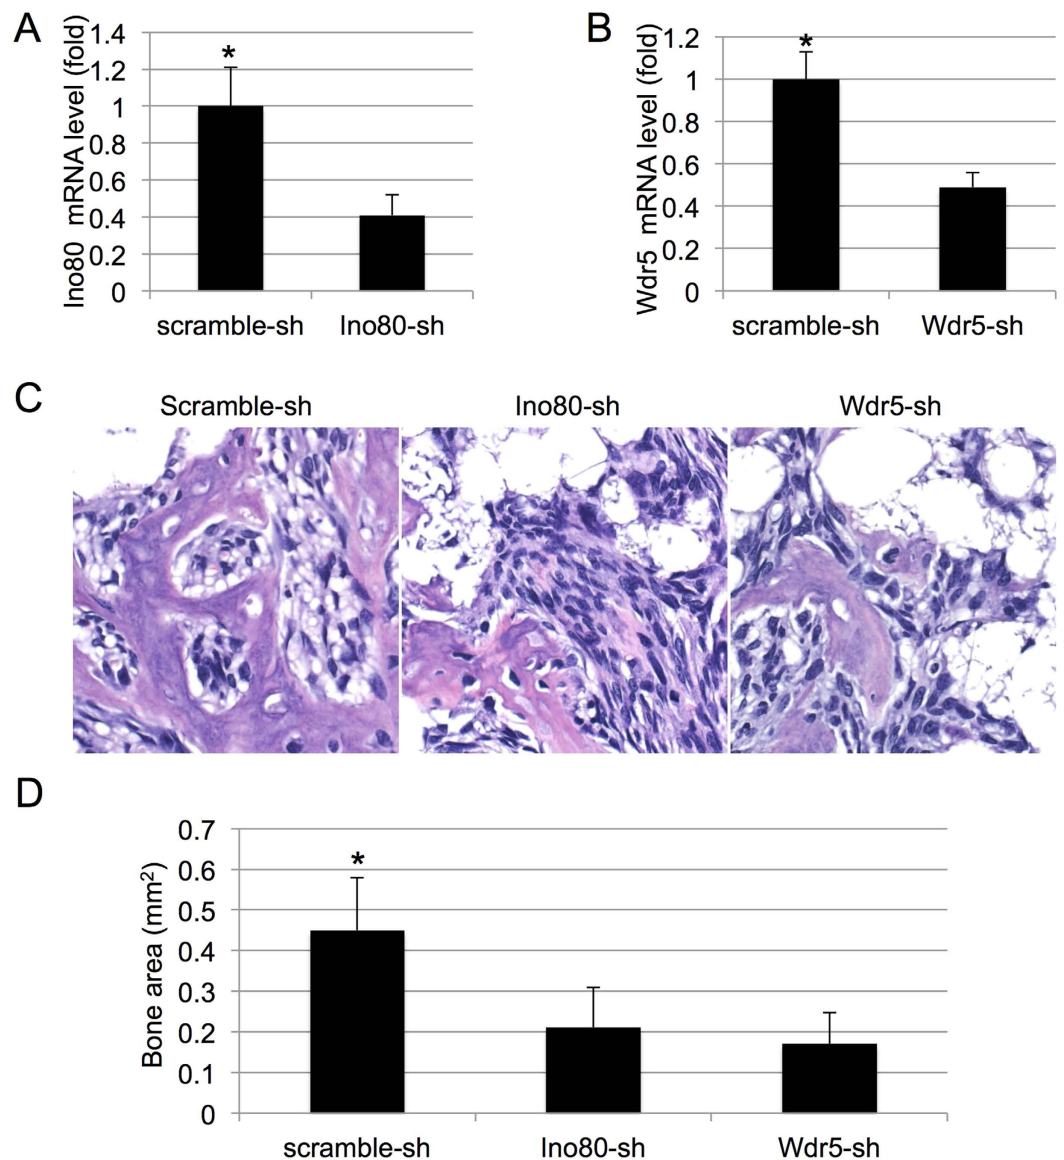 A
Ino80 mRNA level (fold)
1.4
1.2
1
0.8
0.6
0.4
0.2
0
*
scramble-sh Ino80-sh
B
Wdr5 mRNA level (fold)
1.2
1
0.8
0.6
0.4
0.2
0
*
scramble-sh Wdr5-sh
C
Scramble-sh Ino80-sh Wdr5-sh
D
Bone area (mm²)
0.7
0.6
0.5
0.4
0.3
0.2
0.1
0
*
scramble-sh Ino80-sh Wdr5-sh